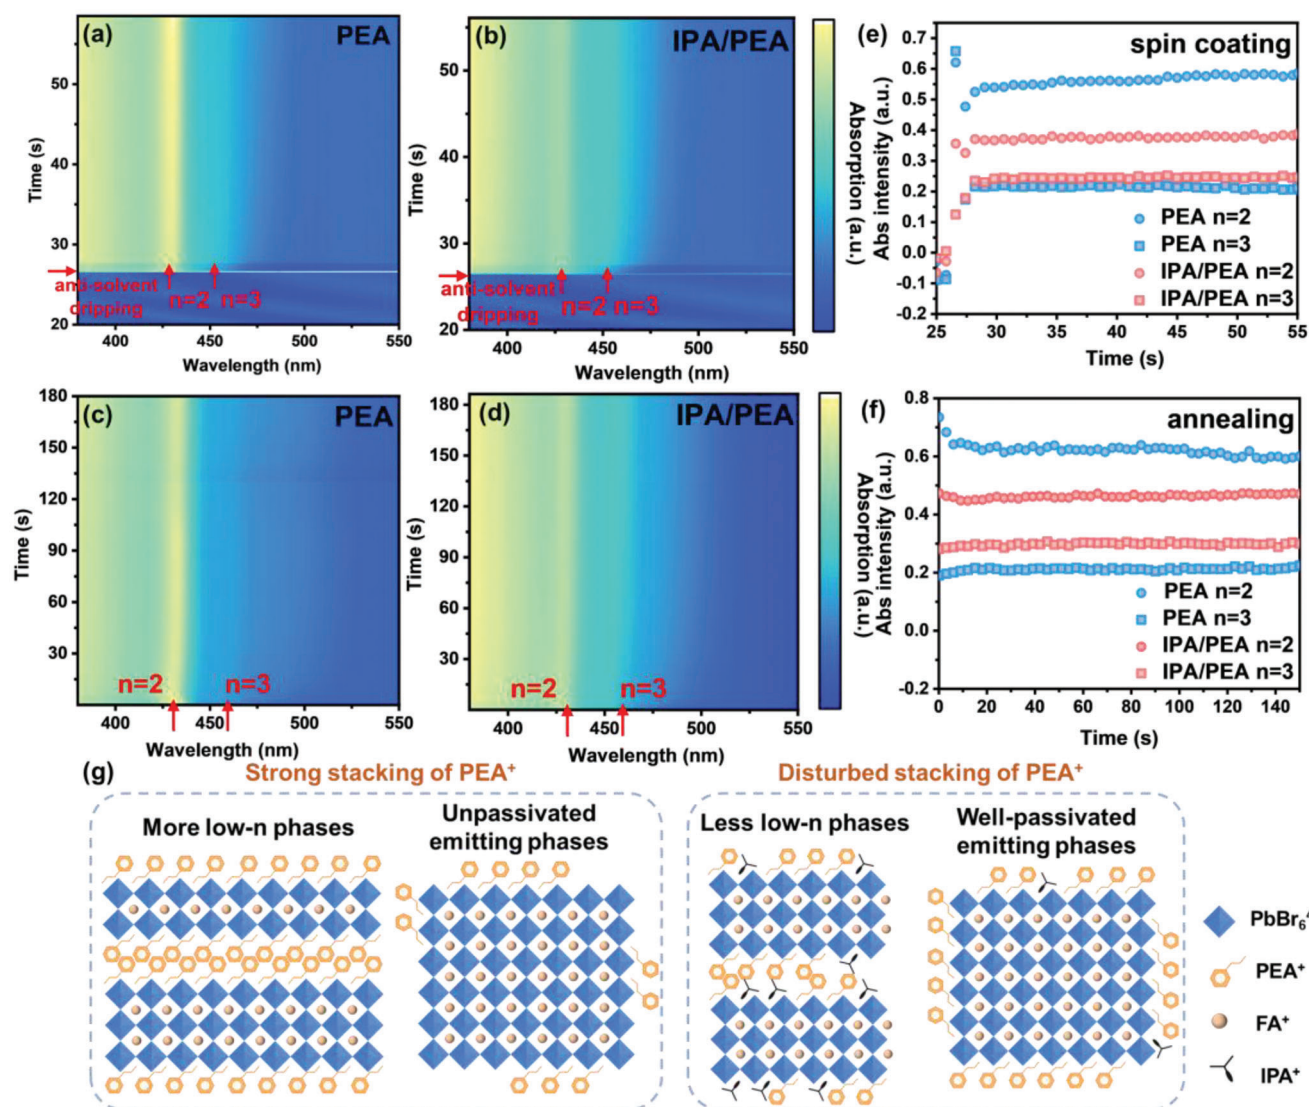 (a)
PEA
Time (s)
50
40
30
20
anti-solvent
dripping
n=2 n=3
400 450 500 550
Wavelength (nm)
(b)
IPA/PEA
Time (s)
50
40
30
20
anti-solvent
dripping
n=2 n=3
400 450 500 550
Wavelength (nm)
Absorption (a.u.)
(e)
spin coating
Abs intensity (a.u.)
0.7
0.6
0.5
0.4
0.3
0.2
0.1
0.0
-0.1
-0.2
PEA n=2
PEA n=3
IPA/PEA n=2
IPA/PEA n=3
25 30 35 40 45 50 55
Time (s)
(c)
PEA
Time (s)
180
150
120
90
60
30
n=2 n=3
400 450 500 550
Wavelength (nm)
(d)
IPA/PEA
Time (s)
180
150
120
90
60
30
n=2 n=3
400 450 500 550
Wavelength (nm)
Absorption (a.u.)
(f)
annealing
Abs intensity (a.u.)
0.8
0.6
0.4
0.2
0.0
-0.2
PEA n=2
PEA n=3
IPA/PEA n=2
IPA/PEA n=3
0 20 40 60 80 100 120 140
Time (s)
(g)
Strong stacking of PEA⁺
More low-n phases
Unpassivated
emitting phases
Disturbed stacking of PEA⁺
Less low-n phases
Well-passivated
emitting phases
PbBr₆
PEA⁺
FA⁺
IPA⁺